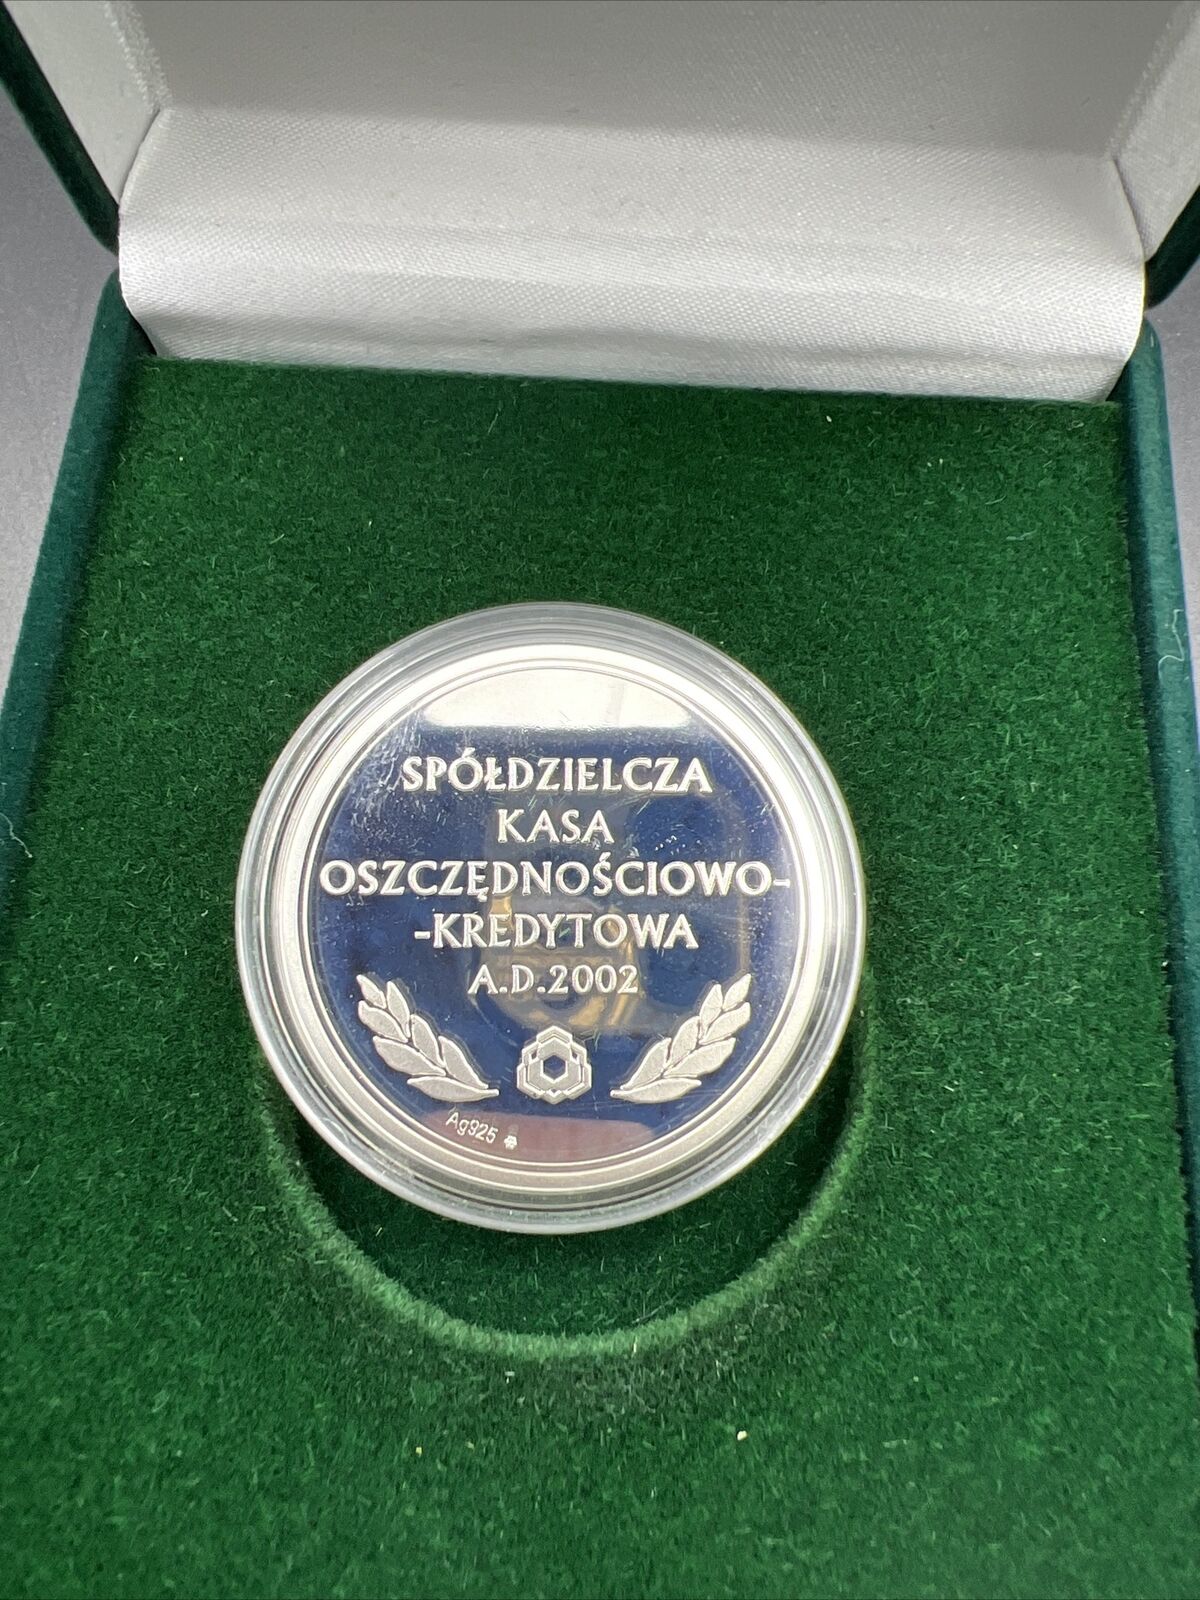 SPÓŁDZIELCZA
KASA
OSZCZĘDNOŚCIOWO-
-KREDYTOWA
A.D.2002
Ag925